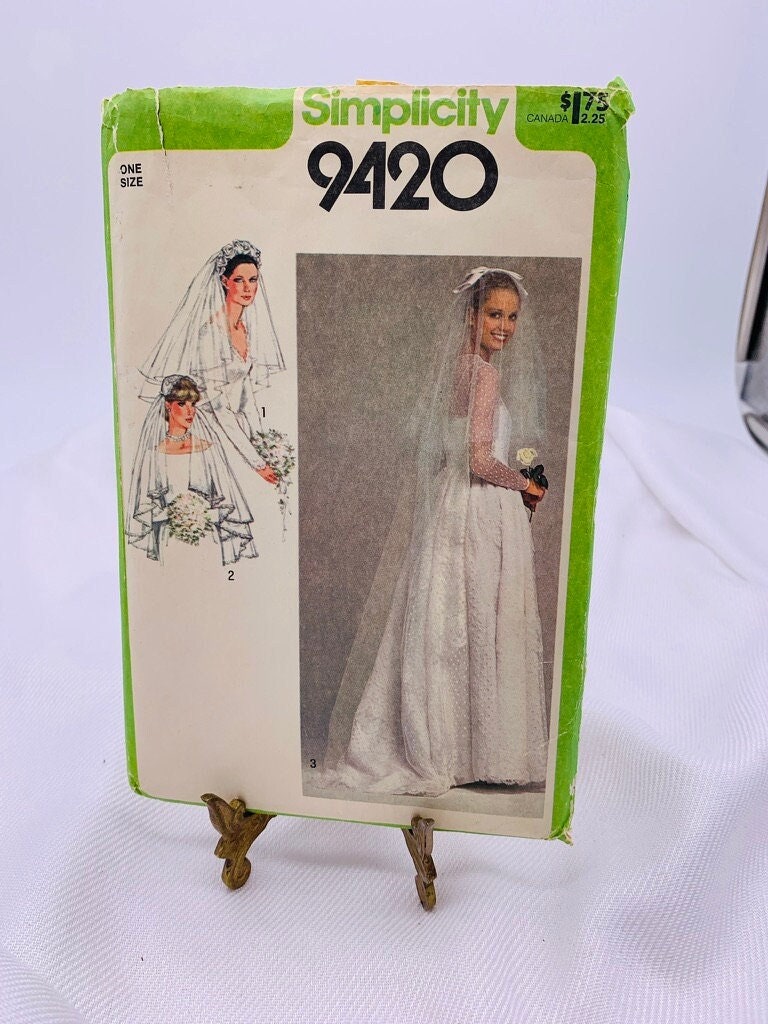 Simplicity
$1.75
CANADA 2.25
9420
ONE
SIZE
1
2
3